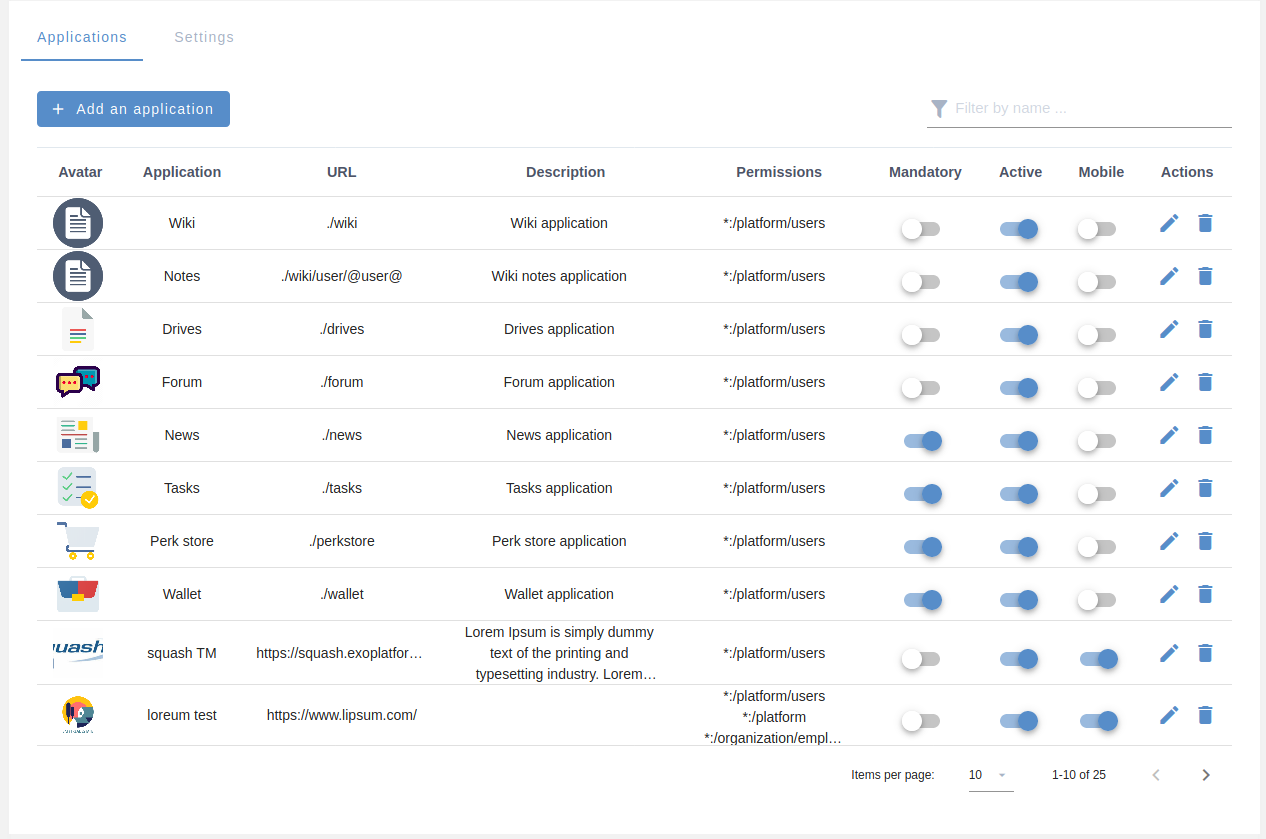 Applications Settings
+ Add an application
Filter by name ...
Avatar Application URL Description Permissions Mandatory Active Mobile Actions
Wiki ./wiki Wiki application *:/platform/users
Notes ./wiki/user/@user@ Wiki notes application *:/platform/users
Drives ./drives Drives application *:/platform/users
Forum ./forum Forum application *:/platform/users
News ./news News application *:/platform/users
Tasks ./tasks Tasks application *:/platform/users
Perk store ./perkstore Perk store application *:/platform/users
Wallet ./wallet Wallet application *:/platform/users
uash squash TM https://squash.exoplatfor… Lorem Ipsum is simply dummy *:/platform/users
text of the printing and
typesetting industry. Lorem…
loreum test https://www.lipsum.com/ *:/platform/users
*:/platform
*:/organization/empl…
Items per page: 10 1-10 of 25